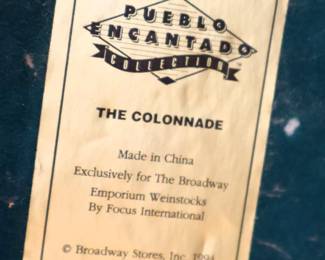 PUEBLO
ENCANTADO
COLLECTION
THE COLONNADE
Made in China
Exclusively for The Broadway
Emporium Weinstocks
By Focus International
© Broadway Stores, Inc. 1994